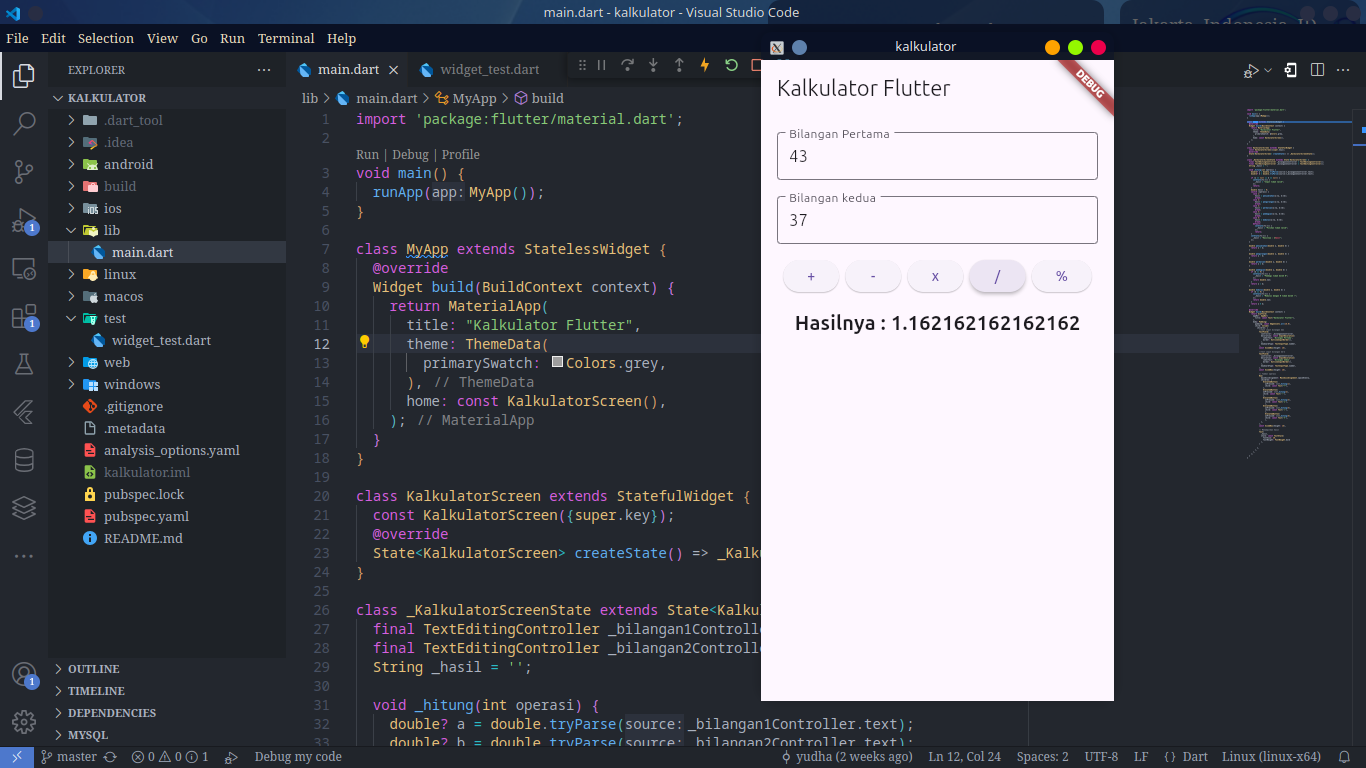 main.dart - kalkulator - Visual Studio Code
Jakarta, Indonesia
File Edit Selection View Go Run Terminal Help
EXPLORER
KALKULATOR
.dart_tool
.idea
android
build
ios
lib
main.dart
linux
macos
test
widget_test.dart
web
windows
.gitignore
.metadata
analysis_options.yaml
kalkulator.iml
pubspec.lock
pubspec.yaml
README.md
OUTLINE
TIMELINE
DEPENDENCIES
MYSQL
1
1
1
main.dart
widget_test.dart
lib > main.dart > MyApp > build
1 import 'package:flutter/material.dart';
2
Run | Debug | Profile
3 void main() {
4 runApp(app: MyApp());
5 }
6
7 class MyApp extends StatelessWidget {
8 @override
9 Widget build(BuildContext context) {
10 return MaterialApp(
11 title: "Kalkulator Flutter",
12 theme: ThemeData(
13 primarySwatch: Colors.grey,
14 ), // ThemeData
15 home: const KalkulatorScreen(),
16 ); // MaterialApp
17 }
18 }
19
20 class KalkulatorScreen extends StatefulWidget {
21 const KalkulatorScreen({super.key});
22 @override
23 State<KalkulatorScreen> createState() => _Kalku
24 }
25
26 class _KalkulatorScreenState extends State<Kalku
27 final TextEditingController _bilangan1Controlle
28 final TextEditingController _bilangan2Controlle
29 String _hasil = '';
30
31 void _hitung(int operasi) {
32 double? a = double.tryParse(source: _bilangan1Controller.text);
33 double? b = double.tryParse(source: _bilangan2Controller.text);
kalkulator
DEBUG
Kalkulator Flutter
Bilangan Pertama
43
Bilangan kedua
37
+ - x / %
Hasilnya : 1.162162162162162
master 0 0 1 Debug my code yudha (2 weeks ago) Ln 12, Col 24 Spaces: 2 UTF-8 LF { } Dart Linux (linux-x64)